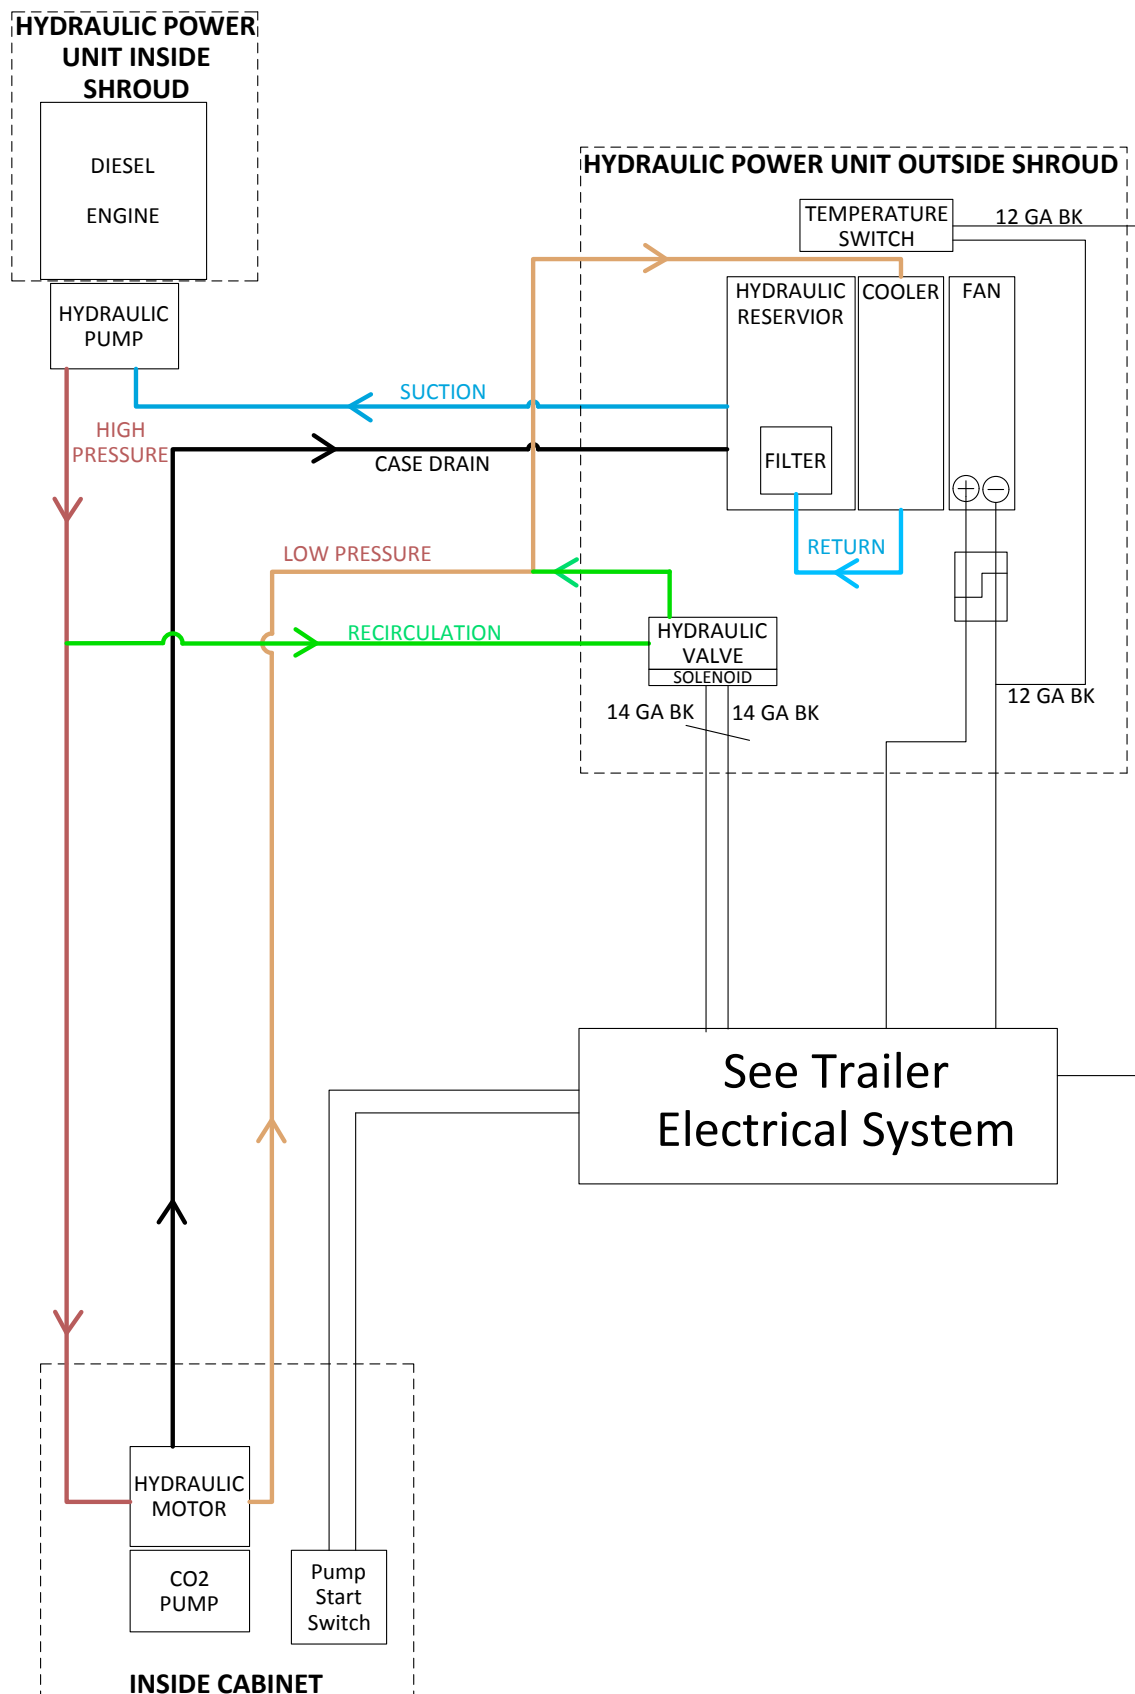 HYDRAULIC POWER
UNIT INSIDE
SHROUD
DIESEL
ENGINE
HYDRAULIC
PUMP
HYDRAULIC POWER UNIT OUTSIDE SHROUD
TEMPERATURE
SWITCH
12 GA BK
HYDRAULIC
RESERVIOR
COOLER
FAN
SUCTION
HIGH
PRESSURE
CASE DRAIN
FILTER
LOW PRESSURE
RETURN
RECIRCULATION
HYDRAULIC
VALVE
SOLENOID
14 GA BK
14 GA BK
12 GA BK
See Trailer
Electrical System
HYDRAULIC
MOTOR
CO2
PUMP
Pump
Start
Switch
INSIDE CABINET